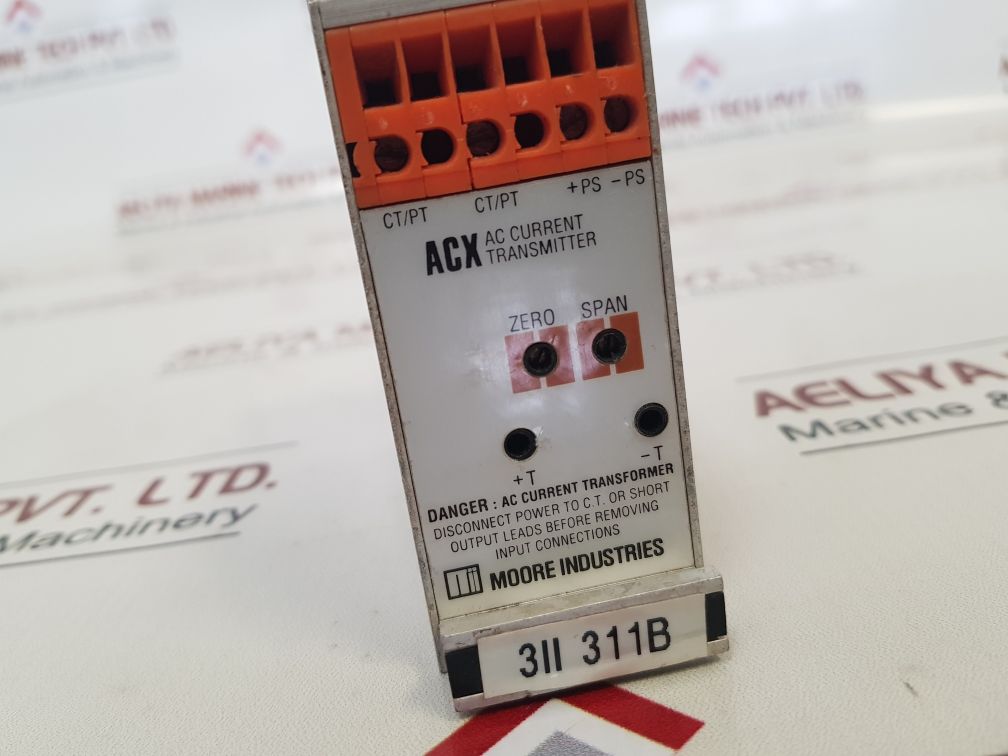 CT/PT CT/PT +PS -PS
ACX AC CURRENT
TRANSMITTER
ZERO SPAN
+T -T
DANGER : AC CURRENT TRANSFORMER
DISCONNECT POWER TO C.T. OR SHORT
OUTPUT LEADS BEFORE REMOVING
INPUT CONNECTIONS
MOORE INDUSTRIES
3II 311B
PVT. LTD.
Machinery
AELIYA
Marine &